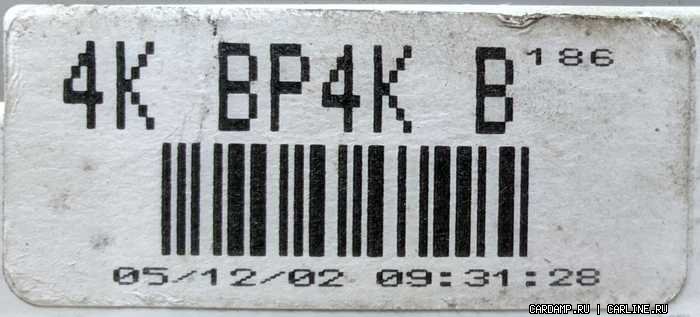 4K BP4K B 186
05/12/02 09:31:28
CARDAMP.RU | CARLINE.RU